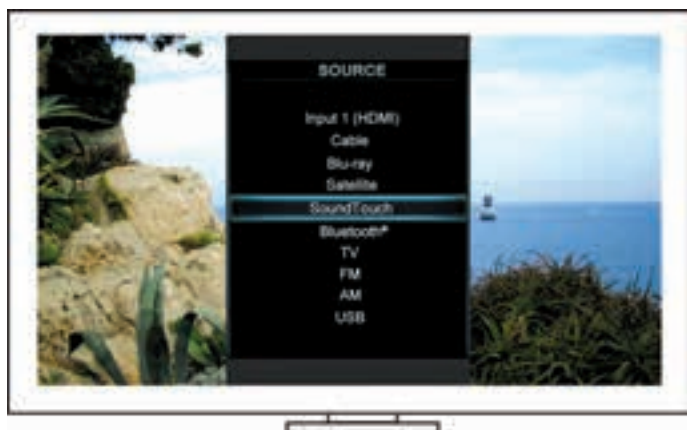 SOURCE
Input 1 (HDMI)
Cable
Blu-ray
Satellite
SoundTouch
Bluetooth®
TV
FM
AM
USB